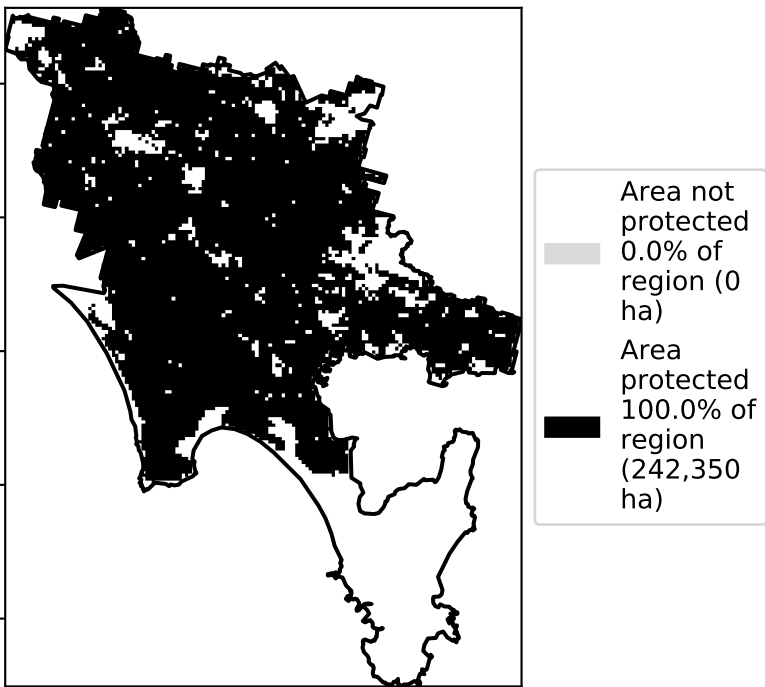 Area not
protected
0.0% of
region (0
ha)
Area
protected
100.0% of
region
(242,350
ha)